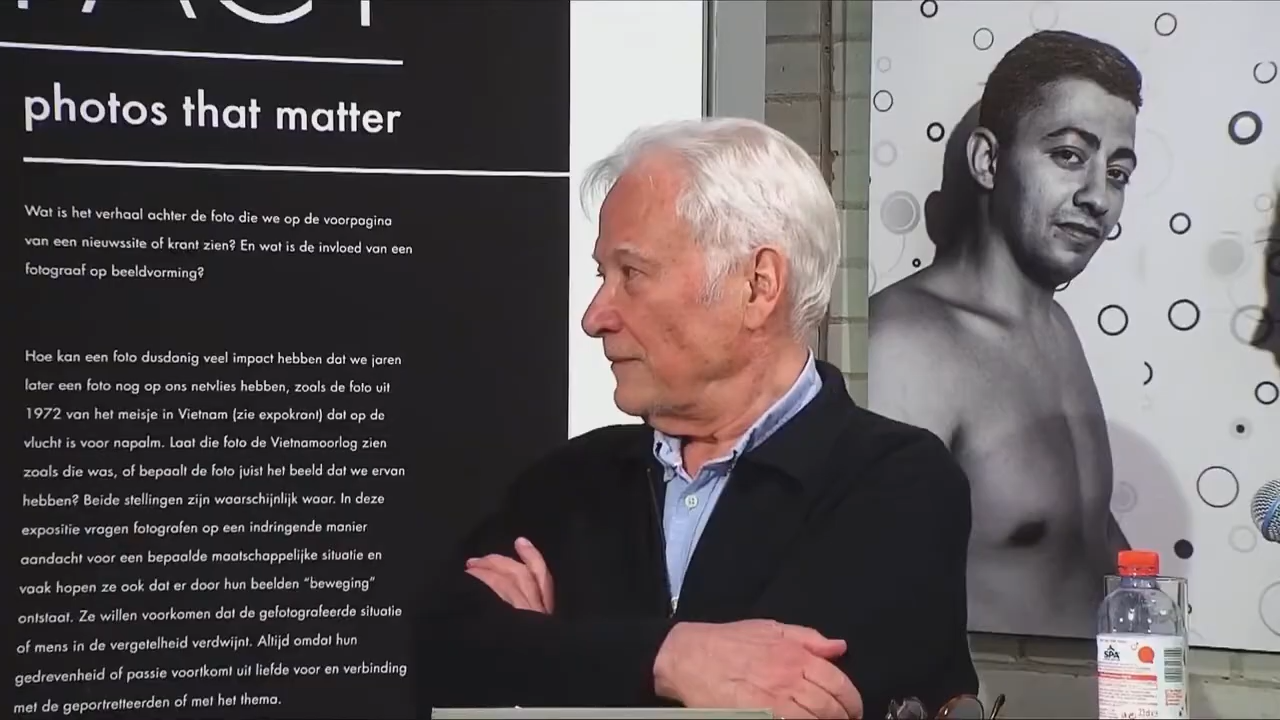 photos that matter
Wat is het verhaal achter de foto die we op de voorpagina
van een nieuwssite of krant zien? En wat is de invloed van een
fotograaf op beeldvorming?
Hoe kan een foto dusdanig veel impact hebben dat we jaren
later een foto nog op ons netvlies hebben, zoals de foto uit
1972 van het meisje in Vietnam (zie expokrant) dat op de
vlucht is voor napalm. Laat die foto de Vietnamoorlog zien
zoals die was, of bepaalt de foto juist het beeld dat we ervan
hebben? Beide stellingen zijn waarschijnlijk waar. In deze
expositie vragen fotografen op een indringende manier
aandacht voor een bepaalde maatschappelijke situatie en
vaak hopen ze ook dat er door hun beelden “beweging”
ontstaat. Ze willen voorkomen dat de gefotografeerde situatie
of mens in de vergetelheid verdwijnt. Altijd omdat hun
gedrevenheid of passie voortkomt uit liefde voor en verbinding
met de geportretteerden of met het thema.
SPA